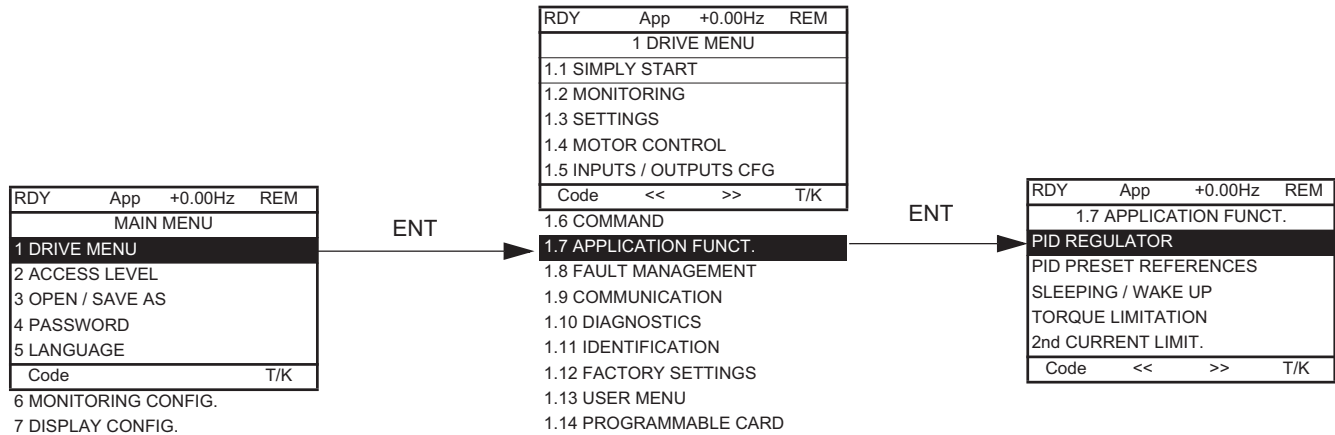 RDY App +0.00Hz REM
MAIN MENU
1 DRIVE MENU
2 ACCESS LEVEL
3 OPEN / SAVE AS
4 PASSWORD
5 LANGUAGE
Code T/K
6 MONITORING CONFIG.
7 DISPLAY CONFIG.
ENT
RDY App +0.00Hz REM
1 DRIVE MENU
1.1 SIMPLY START
1.2 MONITORING
1.3 SETTINGS
1.4 MOTOR CONTROL
1.5 INPUTS / OUTPUTS CFG
Code << >> T/K
1.6 COMMAND
1.7 APPLICATION FUNCT.
1.8 FAULT MANAGEMENT
1.9 COMMUNICATION
1.10 DIAGNOSTICS
1.11 IDENTIFICATION
1.12 FACTORY SETTINGS
1.13 USER MENU
1.14 PROGRAMMABLE CARD
ENT
RDY App +0.00Hz REM
1.7 APPLICATION FUNCT.
PID REGULATOR
PID PRESET REFERENCES
SLEEPING / WAKE UP
TORQUE LIMITATION
2nd CURRENT LIMIT.
Code << >> T/K